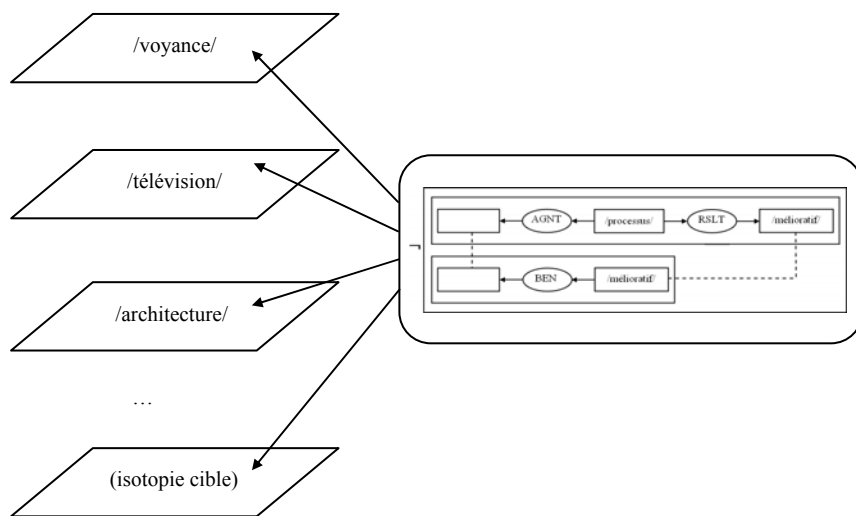 /voyance/
/télévision/
/architecture/
…
(isotopie cible)
AGNT /processus/ RSLT /mélioratif/
¬
BEN /mélioratif/